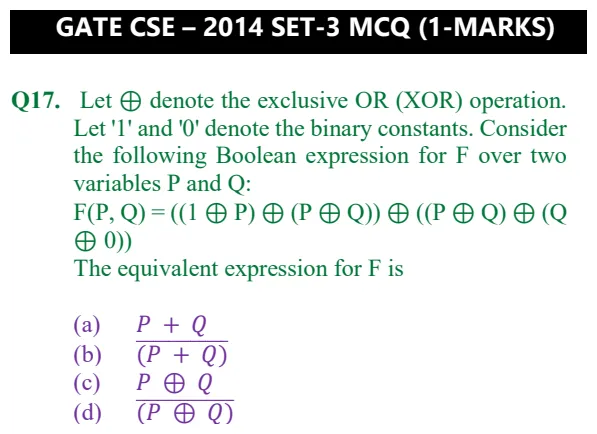 GATE CSE – 2014 SET-3 MCQ (1-MARKS)
Q17. Let ⊕ denote the exclusive OR (XOR) operation.
Let '1' and '0' denote the binary constants. Consider
the following Boolean expression for F over two
variables P and Q:
F(P, Q) = ((1 ⊕ P) ⊕ (P ⊕ Q)) ⊕ ((P ⊕ Q) ⊕ (Q
⊕ 0))
The equivalent expression for F is
(a) P + Q
(b) \overline{(P + Q)}
(c) P ⊕ Q
(d) \overline{(P ⊕ Q)}